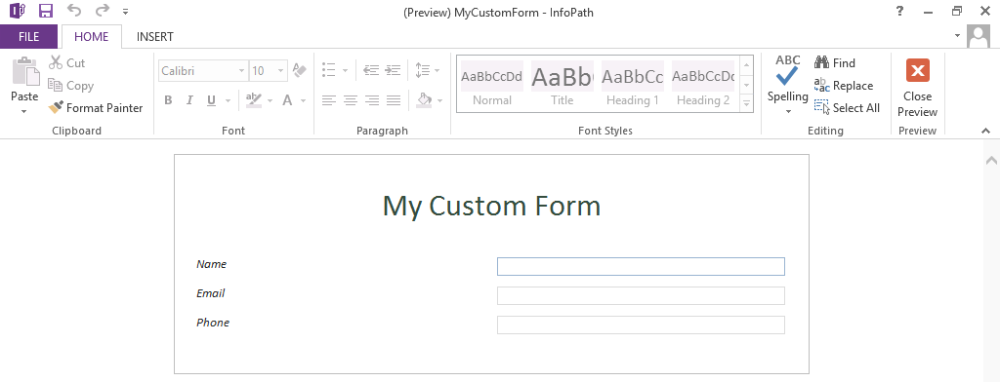 (Preview) MyCustomForm - InfoPath
?
FILE HOME INSERT
Paste
Cut
Copy
Format Painter
Clipboard
Calibri 10
B I U aby A
Font
Paragraph
AaBbCcDd AaBb AaBbCc AaBbCcDd
Normal Title Heading 1 Heading 2
Font Styles
ABC
Spelling
Find
Replace
Select All
Editing
Close
Preview
Preview
My Custom Form
Name
Email
Phone